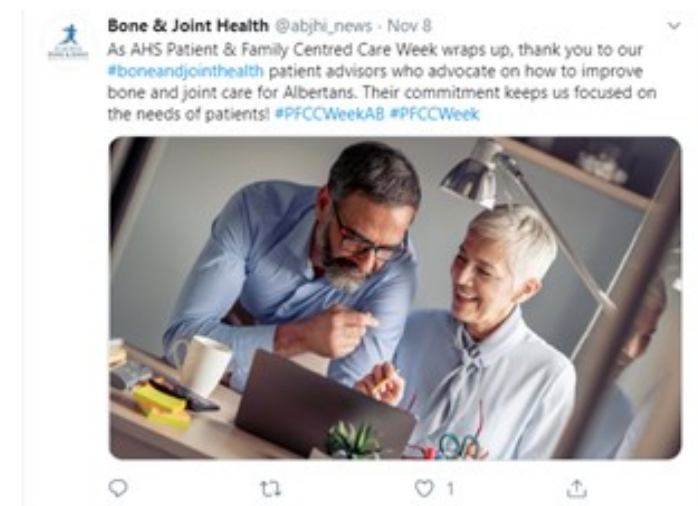 Bone & Joint Health @abjhi_news · Nov 8
As AHS Patient & Family Centred Care Week wraps up, thank you to our
#boneandjointhealth patient advisors who advocate on how to improve
bone and joint care for Albertans. Their commitment keeps us focused on
the needs of patients! #PFCCWeekAB #PFCCWeek
1